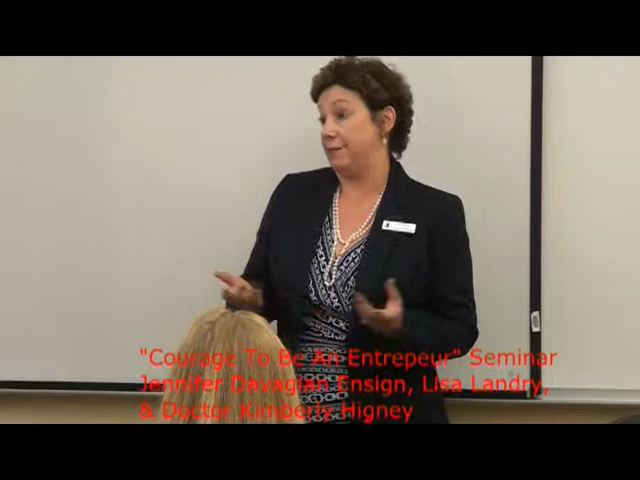 "Courage To Be An Entrepeur" Seminar
Jennifer Davagian Ensign, Lisa Landry,
& Doctor Kimberly Higney